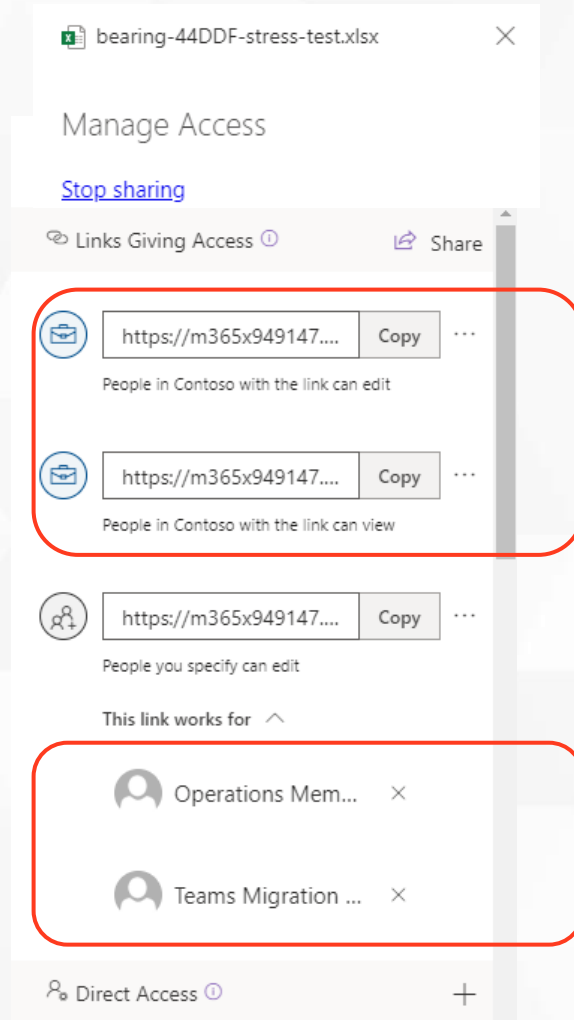 bearing-44DDF-stress-test.xlsx
Manage Access
Stop sharing
Links Giving Access Share
https://m365x949147.... Copy ...
People in Contoso with the link can edit
https://m365x949147.... Copy ...
People in Contoso with the link can view
https://m365x949147.... Copy ...
People you specify can edit
This link works for
Operations Mem...
Teams Migration ...
Direct Access